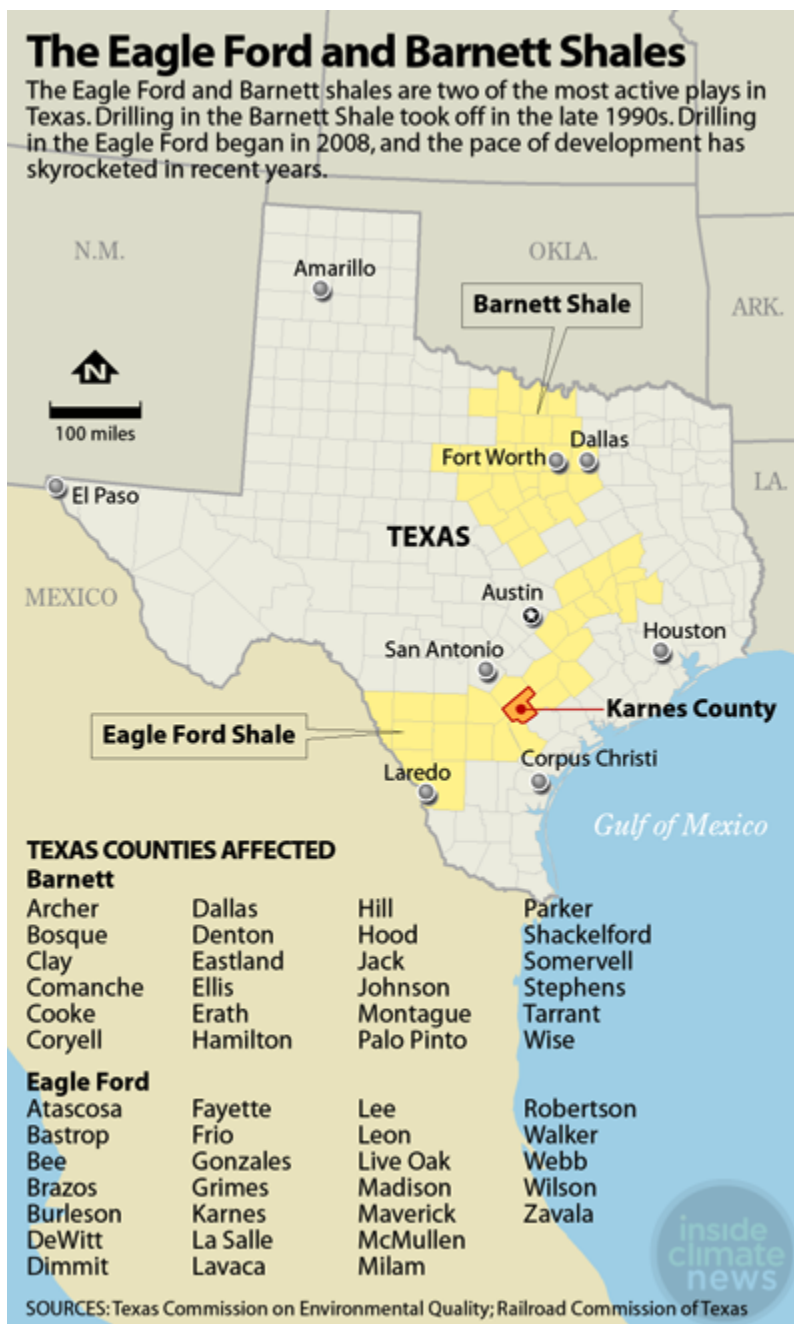 The Eagle Ford and Barnett Shales
The Eagle Ford and Barnett shales are two of the most active plays in
Texas. Drilling in the Barnett Shale took off in the late 1990s. Drilling
in the Eagle Ford began in 2008, and the pace of development has
skyrocketed in recent years.
N.M.
OKLA.
Amarillo
Barnett Shale
ARK.
N
100 miles
Fort Worth
Dallas
LA.
El Paso
TEXAS
MEXICO
Austin
Houston
San Antonio
Karnes County
Eagle Ford Shale
Corpus Christi
Laredo
Gulf of Mexico
TEXAS COUNTIES AFFECTED
Barnett
Archer Dallas Hill Parker
Bosque Denton Hood Shackelford
Clay Eastland Jack Somervell
Comanche Ellis Johnson Stephens
Cooke Erath Montague Tarrant
Coryell Hamilton Palo Pinto Wise
Eagle Ford
Atascosa Fayette Lee Robertson
Bastrop Frio Leon Walker
Bee Gonzales Live Oak Webb
Brazos Grimes Madison Wilson
Burleson Karnes Maverick Zavala
DeWitt La Salle McMullen
Dimmit Lavaca Milam
inside
climate
news
SOURCES: Texas Commission on Environmental Quality; Railroad Commission of Texas